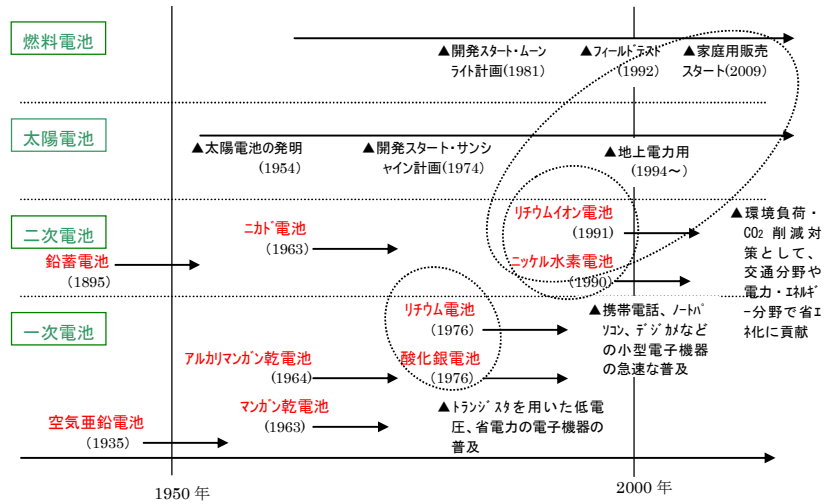 燃料電池
▲開発スタート・ムーン
ライト計画(1981)
▲フィールドテスト
(1992)
▲家庭用販売
スタート(2009)
太陽電池
▲太陽電池の発明
(1954)
▲開発スタート・サンシ
ャイン計画(1974)
▲地上電力用
(1994～)
二次電池
鉛蓄電池
(1895)
ニカド電池
(1963)
リチウムイオン電池
(1991)
ニッケル水素電池
(1990)
▲環境負荷・
CO2 削減対
策として、
交通分野や
電力・エネルギ
ー分野で省エ
ネ化に貢献
一次電池
リチウム電池
(1976)
▲携帯電話、ノートパ
ソコン、デジカメなど
の小型電子機器
の急速な普及
アルカリマンガン乾電池
(1964)
酸化銀電池
(1976)
空気亜鉛電池
(1935)
マンガン乾電池
(1963)
▲トランジスタを用いた低電
圧、省電力の電子機器の
普及
1950 年
2000 年